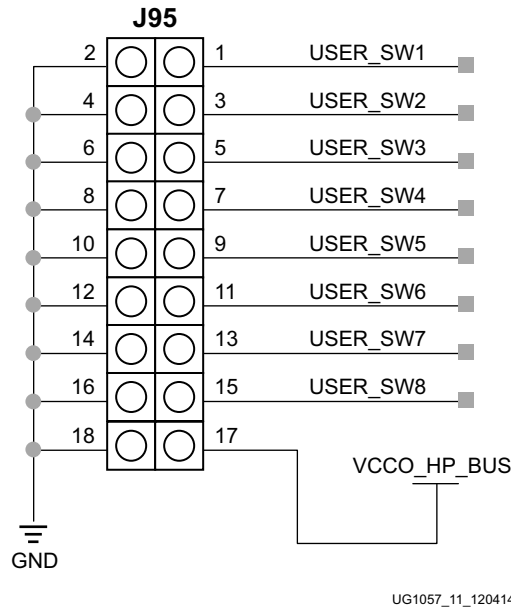 J95
2 1 USER_SW1
4 3 USER_SW2
6 5 USER_SW3
8 7 USER_SW4
10 9 USER_SW5
12 11 USER_SW6
14 13 USER_SW7
16 15 USER_SW8
18 17
VCCO_HP_BUS
GND
UG1057_11_120414